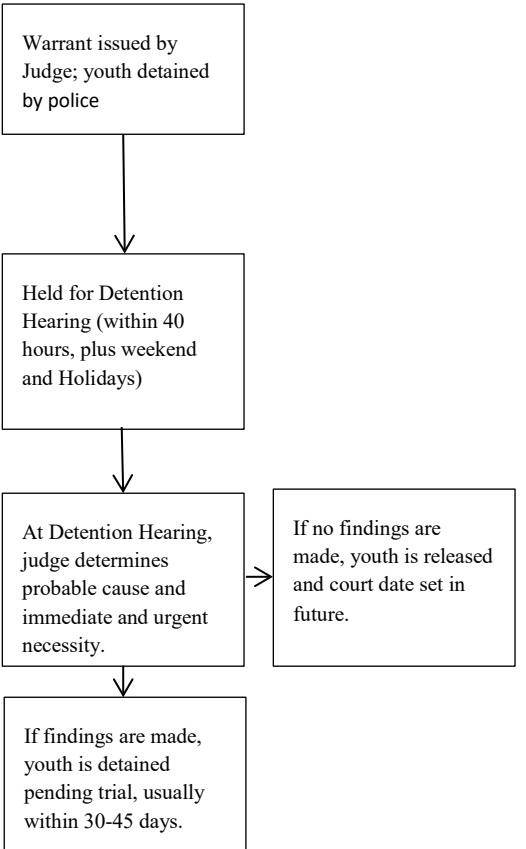 Warrant issued by
Judge; youth detained
by police
Held for Detention
Hearing (within 40
hours, plus weekend
and Holidays)
At Detention Hearing,
judge determines
probable cause and
immediate and urgent
necessity.
If no findings are
made, youth is released
and court date set in
future.
If findings are made,
youth is detained
pending trial, usually
within 30-45 days.